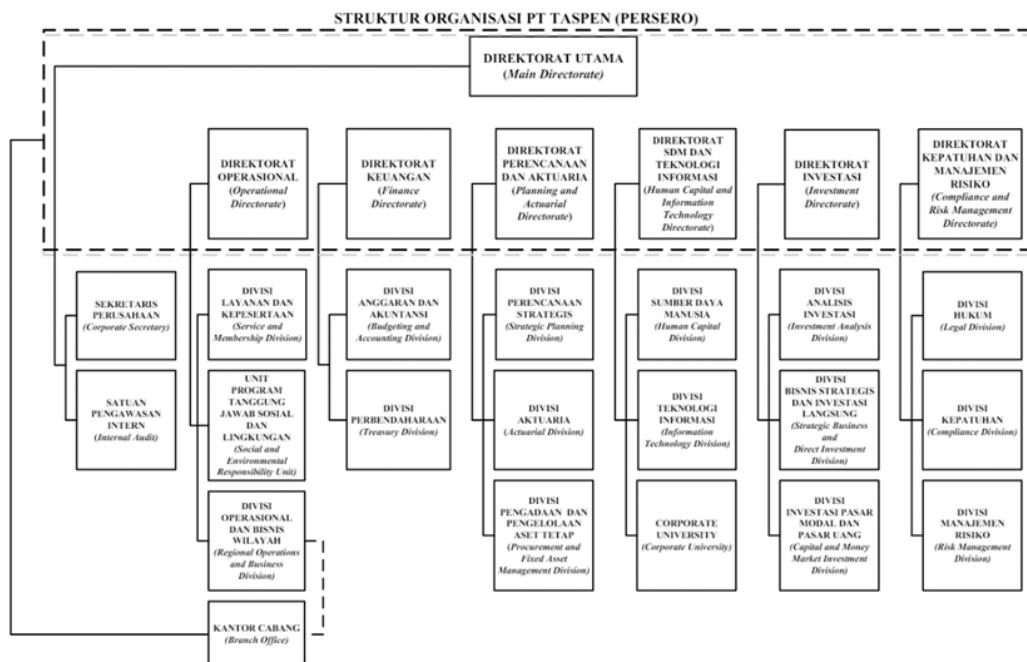 STRUKTUR ORGANISASI PT TASPEN (PERSERO)
DIREKTORAT UTAMA
(Main Directorate)
DIREKTORAT
OPERASIONAL
(Operational
Directorate)
DIREKTORAT
KEUANGAN
(Finance
Directorate)
DIREKTORAT
PERENCANAAN
DAN AKTUARIA
(Planning and
Actuarial
Directorate)
DIREKTORAT
SDM DAN
TEKNOLOGI
INFORMASI
(Human Capital and
Information
Technology
Directorate)
DIREKTORAT
INVESTASI
(Investment
Directorate)
DIREKTORAT
KEPATUHAN DAN
MANAJEMEN
RISIKO
(Compliance and
Risk Management
Directorate)
SEKRETARIS
PERUSAHAAN
(Corporate Secretary)
DIVISI
LAYANAN DAN
KEPESERTAAN
(Service and
Membership Division)
DIVISI
ANGGARAN DAN
AKUNTANSI
(Budgeting and
Accounting Division)
DIVISI
PERENCANAAN
STRATEGIS
(Strategic Planning
Division)
DIVISI
SUMBER DAYA
MANUSIA
(Human Capital
Division)
DIVISI
ANALISIS
INVESTASI
(Investment Analysis
Division)
DIVISI
HUKUM
(Legal Division)
SATUAN
PENGAWASAN
INTERN
(Internal Audit)
UNIT
PROGRAM
TANGGUNG
JAWAB SOSIAL
DAN
LINGKUNGAN
(Social and
Environmental
Responsibility Unit)
DIVISI
PERBENDAHARAAN
(Treasury Division)
DIVISI
AKTUARIA
(Actuarial Division)
DIVISI
TEKNOLOGI
INFORMASI
(Information
Technology Division)
DIVISI
BISNIS STRATEGIS
DAN INVESTASI
LANGSUNG
(Strategic Business
and
Direct Investment
Division)
DIVISI
KEPATUHAN
(Compliance Division)
DIVISI
OPERASIONAL
DAN BISNIS
WILAYAH
(Regional Operations
and Business
Division)
DIVISI
PENGADAAN DAN
PENGELOLAAN
ASET TETAP
(Procurement and
Fixed Asset
Management Division)
CORPORATE
UNIVERSITY
(Corporate University)
DIVISI
INVESTASI PASAR
MODAL DAN
PASAR UANG
(Capital and Money
Market Investment
Division)
DIVISI
MANAJEMEN
RISIKO
(Risk Management
Division)
KANTOR CABANG
(Branch Office)